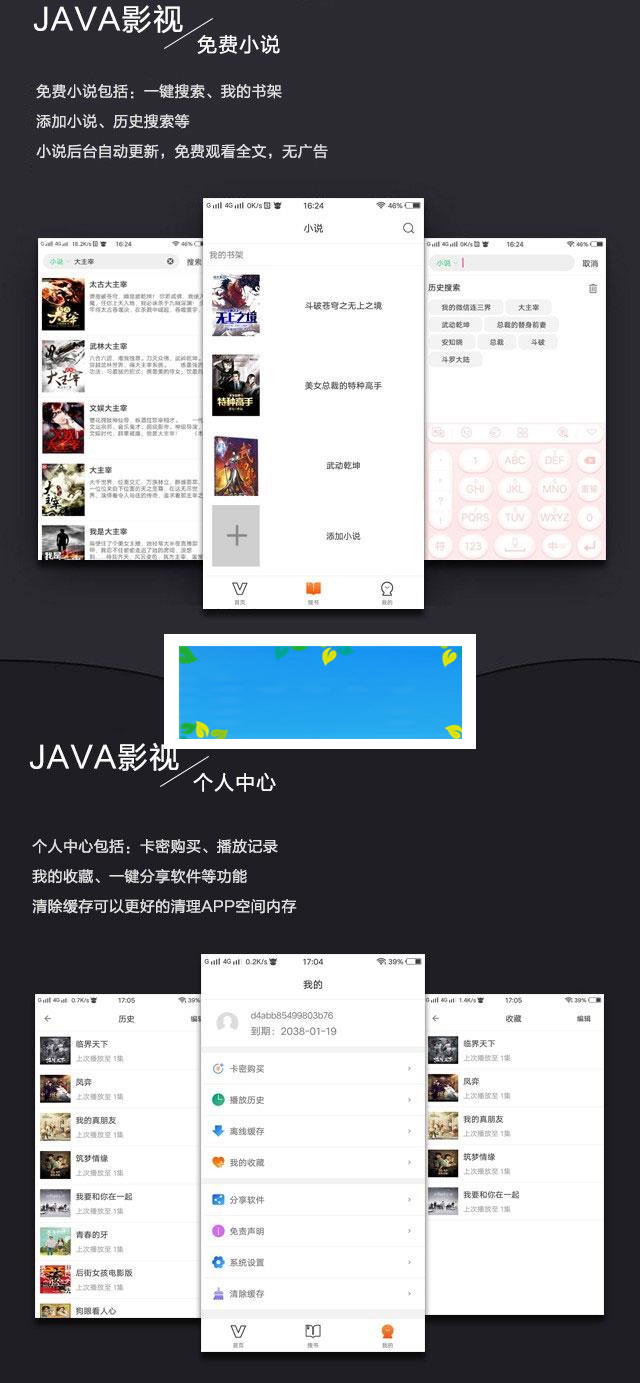 JAVA影视
免费小说
免费小说包括：一键搜索、我的书架
添加小说、历史搜索等
小说后台自动更新，免费观看全文，无广告
G 4G 18.2K/s 16:24 46%
小说 大主宰 搜索
太古大主宰
武林大主宰
文娱大主宰
大主宰
我是大主宰
G 4G 0K/s 16:24 46%
小说
我的书架
无上之境
斗破苍穹之无上之境
特种高手
美女总裁的特种高手
武动乾坤
添加小说
首页 搜书 我的
4G 0K/s 16:24 46%
小说 取消
历史搜索
我的微信连三界 大主宰
武动乾坤 总裁的替身前妻
安知晓 总裁 斗破
斗罗大陆
1 ABC DEF
GHI JKL MNO 重输
PQRS TUV WXYZ 0
符 123 中
JAVA影视
个人中心
个人中心包括：卡密购买、播放记录
我的收藏、一键分享软件等功能
清除缓存可以更好的清理APP空间内存
G 4G 0.7K/s 17:05 39%
历史 编辑
临界天下
上次播放至 1集
凤弈
上次播放至 1集
我的真朋友
上次播放至 1集
筑梦情缘
上次播放至 1集
我要和你在一起
上次播放至 1集
青春的牙
上次播放至 1集
后街女孩电影版
上次播放至 1集
狗眼看人心
G 4G 0.2K/s 17:04 39%
我的
d4abb85499803b76
到期：2038-01-19
卡密购买
播放历史
离线缓存
我的收藏
分享软件
免责声明
系统设置
清除缓存
首页 搜书 我的
4G 1.4K/s 17:05 39%
收藏 编辑
临界天下
上次播放至 1集
凤弈
上次播放至 1集
我的真朋友
上次播放至 1集
筑梦情缘
上次播放至 1集
我要和你在一起
上次播放至 1集